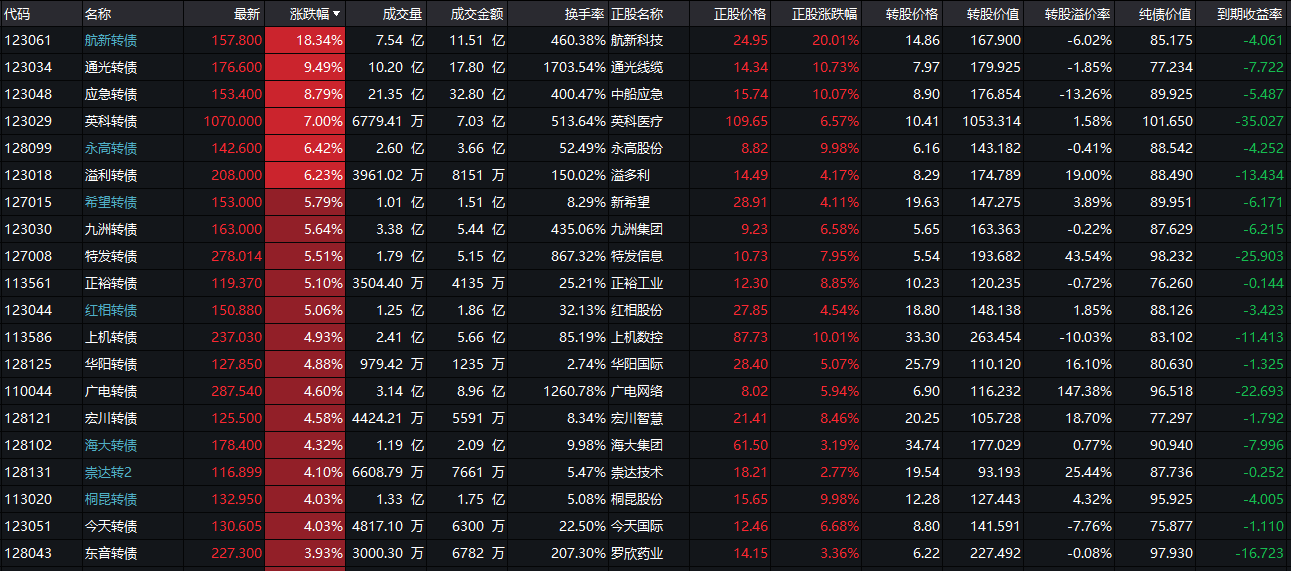 代码 名称 最新 涨跌幅 成交量 成交金额 换手率 正股名称 正股价格 正股涨跌幅 转股价格 转股价值 转股溢价率 纯债价值 到期收益率
123061 航新转债 157.800 18.34% 7.54 亿 11.51 亿 460.38% 航新科技 24.95 20.01% 14.86 167.900 -6.02% 85.175 -4.061
123034 通光转债 176.600 9.49% 10.20 亿 17.80 亿 1703.54% 通光线缆 14.34 10.73% 7.97 179.925 -1.85% 77.234 -7.722
123048 应急转债 153.400 8.79% 21.35 亿 32.80 亿 400.47% 中船应急 15.74 10.07% 8.90 176.854 -13.26% 89.925 -5.487
123029 英科转债 1070.000 7.00% 6779.41 万 7.03 亿 513.64% 英科医疗 109.65 6.57% 10.41 1053.314 1.58% 101.650 -35.027
128099 永高转债 142.600 6.42% 2.60 亿 3.66 亿 52.49% 永高股份 8.82 9.98% 6.16 143.182 -0.41% 88.542 -4.252
123018 溢利转债 208.000 6.23% 3961.02 万 8151 万 150.02% 溢多利 14.49 4.17% 8.29 174.789 19.00% 88.490 -13.434
127015 希望转债 153.000 5.79% 1.01 亿 1.51 亿 8.29% 新希望 28.91 4.11% 19.63 147.275 3.89% 89.951 -6.171
123030 九洲转债 163.000 5.64% 3.38 亿 5.44 亿 435.06% 九洲集团 9.23 6.58% 5.65 163.363 -0.22% 87.629 -6.215
127008 特发转债 278.014 5.51% 1.79 亿 5.15 亿 867.32% 特发信息 10.73 7.95% 5.54 193.682 43.54% 98.232 -25.903
113561 正裕转债 119.370 5.10% 3504.40 万 4135 万 25.21% 正裕工业 12.30 8.85% 10.23 120.235 -0.72% 76.260 -0.144
123044 红相转债 150.880 5.06% 1.25 亿 1.86 亿 32.13% 红相股份 27.85 4.54% 18.80 148.138 1.85% 88.126 -3.423
113586 上机转债 237.030 4.93% 2.41 亿 5.66 亿 85.19% 上机数控 87.73 10.01% 33.30 263.454 -10.03% 83.102 -11.413
128125 华阳转债 127.850 4.88% 979.42 万 1235 万 2.74% 华阳国际 28.40 5.07% 25.79 110.120 16.10% 80.630 -1.325
110044 广电转债 287.540 4.60% 3.14 亿 8.96 亿 1260.78% 广电网络 8.02 5.94% 6.90 116.232 147.38% 96.518 -22.693
128121 宏川转债 125.500 4.58% 4424.21 万 5591 万 8.34% 宏川智慧 21.41 8.46% 20.25 105.728 18.70% 77.297 -1.792
128102 海大转债 178.400 4.32% 1.19 亿 2.09 亿 9.98% 海大集团 61.50 3.19% 34.74 177.029 0.77% 90.940 -7.996
128131 崇达转2 116.899 4.10% 6608.79 万 7661 万 5.47% 崇达技术 18.21 2.77% 19.54 93.193 25.44% 87.736 -0.252
113020 桐昆转债 132.950 4.03% 1.33 亿 1.75 亿 5.08% 桐昆股份 15.65 9.98% 12.28 127.443 4.32% 95.925 -4.005
123051 今天转债 130.605 4.03% 4817.10 万 6300 万 22.50% 今天国际 12.46 6.68% 8.80 141.591 -7.76% 75.877 -1.110
128043 东音转债 227.300 3.93% 3000.30 万 6782 万 207.30% 罗欣药业 14.15 3.36% 6.22 227.492 -0.08% 97.930 -16.723